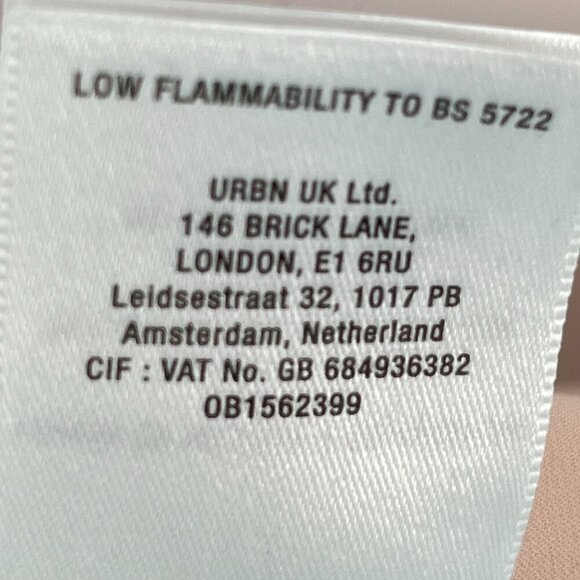 LOW FLAMMABILITY TO BS 5722
URBN UK Ltd.
146 BRICK LANE,
LONDON, E1 6RU
Leidsestraat 32, 1017 PB
Amsterdam, Netherland
CIF : VAT No. GB 684936382
OB1562399